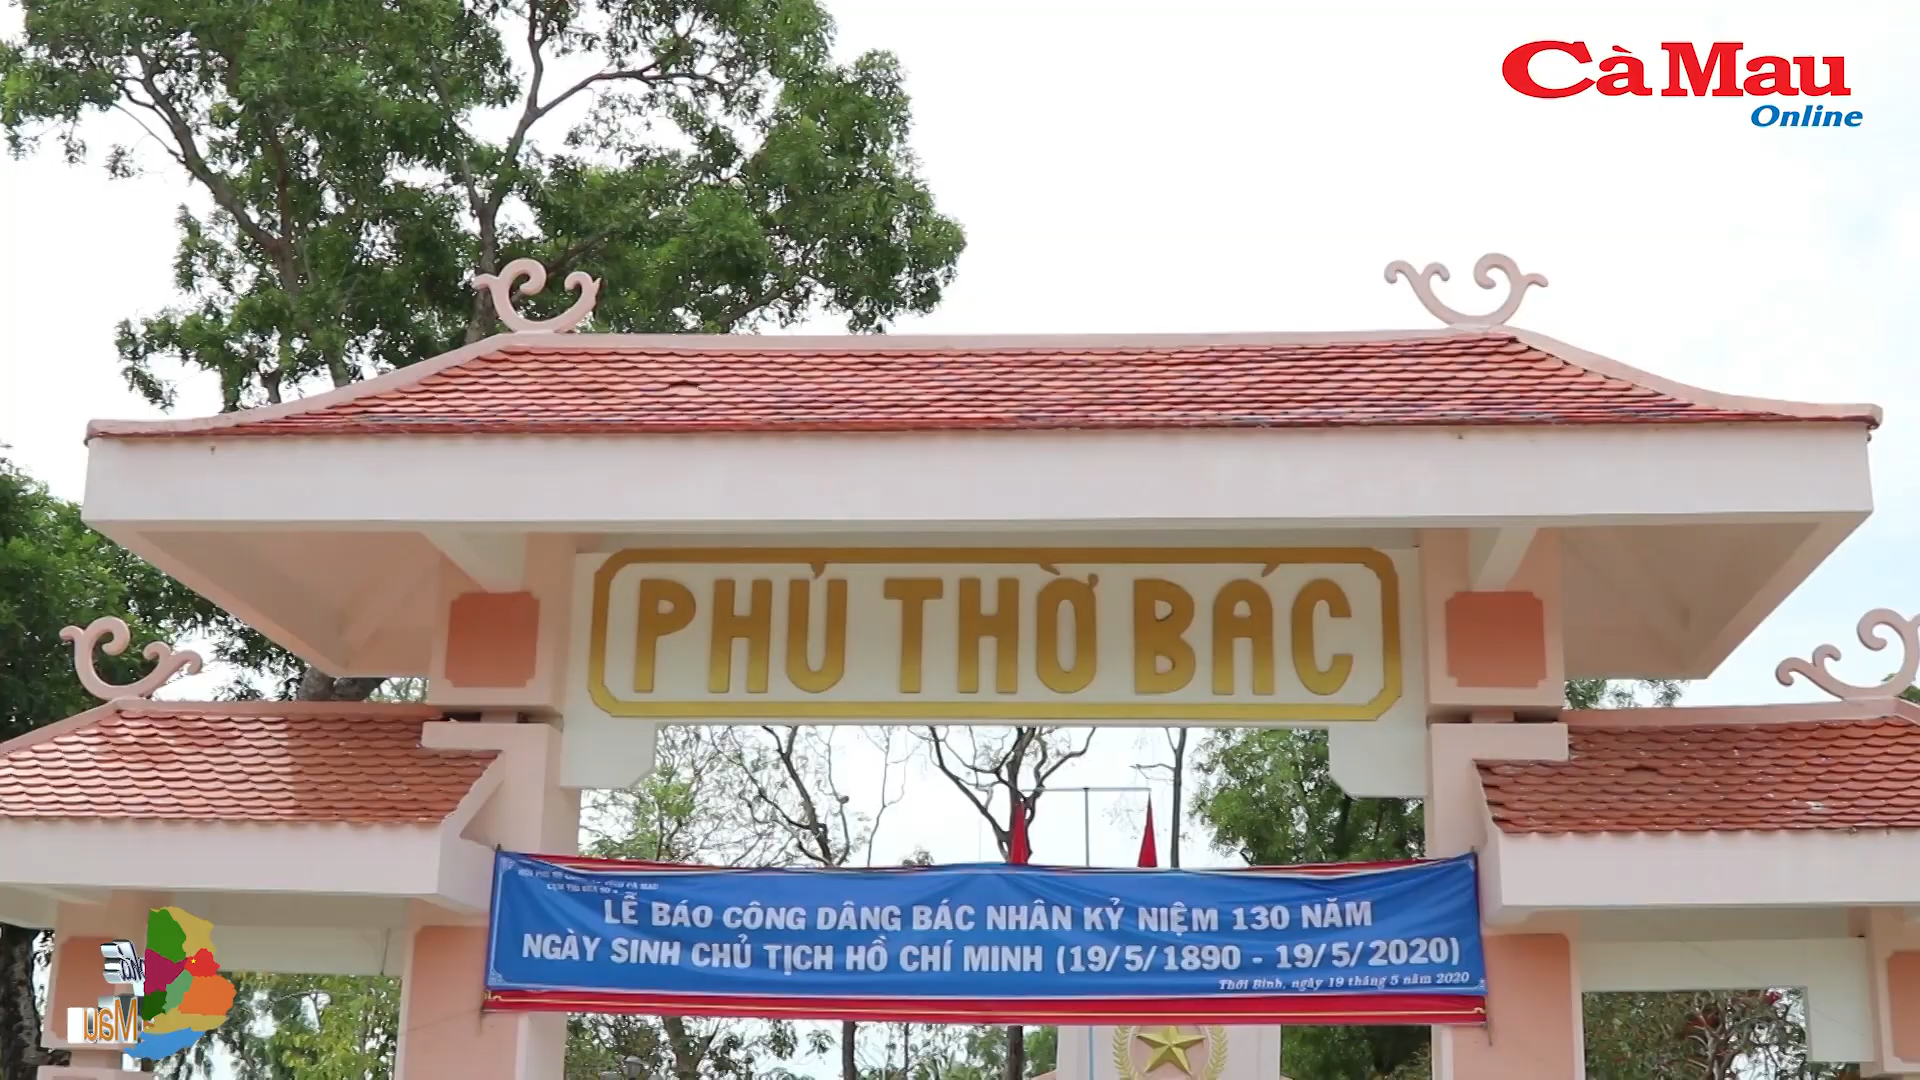 Cà Mau
Online
PHỦ THỜ BÁC
LỄ BÁO CÔNG DÂNG BÁC NHÂN KỶ NIỆM 130 NĂM
NGÀY SINH CHỦ TỊCH HỒ CHÍ MINH (19/5/1890 - 19/5/2020)
Thới Bình, ngày 19 tháng 5 năm 2020
Mau